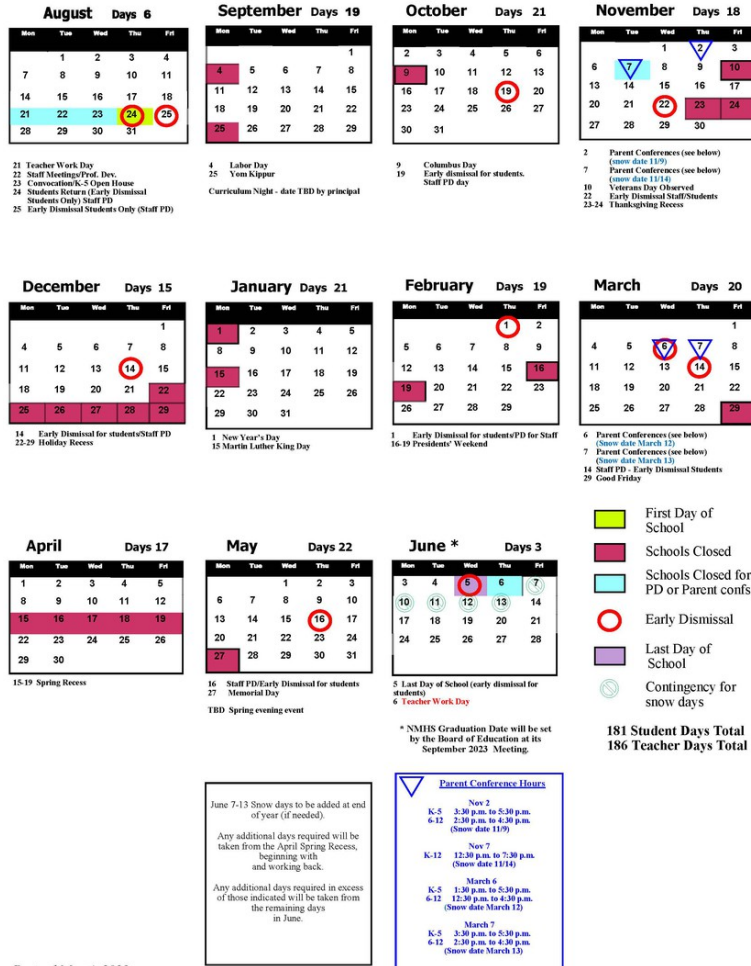 August Days 6
Mon Tue Wed Thu Fri
1 2 3 4
7 8 9 10 11
14 15 16 17 18
21 22 23 24 25
28 29 30 31
21 Teacher Work Day
22 Staff Meetings/Prof. Dev.
23 Convocation/K-5 Open House
24 Students Return (Early Dismissal
Students Only) Staff PD
25 Early Dismissal Students Only (Staff PD)
September Days 19
Mon Tue Wed Thu Fri
1
4 5 6 7 8
11 12 13 14 15
18 19 20 21 22
25 26 27 28 29
4 Labor Day
25 Yom Kippur
Curriculum Night - date TBD by principal
October Days 21
Mon Tue Wed Thu Fri
2 3 4 5 6
9 10 11 12 13
16 17 18 19 20
23 24 25 26 27
30 31
9 Columbus Day
19 Early dismissal for students.
Staff PD day
November Days 18
Mon Tue Wed Thu Fri
1 2 3
6 7 8 9 10
13 14 15 16 17
20 21 22 23 24
27 28 29 30
2 Parent Conferences (see below)
(snow date 11/9)
7 Parent Conferences (see below)
(snow date 11/14)
10 Veterans Day Observed
22 Early Dismissal Staff/Students
23-24 Thanksgiving Recess
December Days 15
Mon Tue Wed Thu Fri
1
4 5 6 7 8
11 12 13 14 15
18 19 20 21 22
25 26 27 28 29
14 Early Dismissal for students/Staff PD
22-29 Holiday Recess
January Days 21
Mon Tue Wed Thu Fri
1 2 3 4 5
8 9 10 11 12
15 16 17 18 19
22 23 24 25 26
29 30 31
1 New Year's Day
15 Martin Luther King Day
February Days 19
Mon Tue Wed Thu Fri
1 2
5 6 7 8 9
12 13 14 15 16
19 20 21 22 23
26 27 28 29
1 Early Dismissal for students/PD for Staff
16-19 Presidents' Weekend
March Days 20
Mon Tue Wed Thu Fri
1
4 5 6 7 8
11 12 13 14 15
18 19 20 21 22
25 26 27 28 29
6 Parent Conferences (see below)
(Snow date March 12)
7 Parent Conferences (see below)
(Snow date March 13)
14 Staff PD - Early Dismissal Students
29 Good Friday
April Days 17
Mon Tue Wed Thu Fri
1 2 3 4 5
8 9 10 11 12
15 16 17 18 19
22 23 24 25 26
29 30
15-19 Spring Recess
May Days 22
Mon Tue Wed Thu Fri
1 2 3
6 7 8 9 10
13 14 15 16 17
20 21 22 23 24
27 28 29 30 31
16 Staff PD/Early Dismissal for students
27 Memorial Day
TBD Spring evening event
June * Days 3
Mon Tue Wed Thu Fri
3 4 5 6 7
10 11 12 13 14
17 18 19 20 21
24 25 26 27 28
5 Last Day of School (early dismissal for
students)
6 Teacher Work Day
* NMHS Graduation Date will be set
by the Board of Education at its
September 2023 Meeting.
First Day of
School
Schools Closed
Schools Closed for
PD or Parent confs
Early Dismissal
Last Day of
School
Contingency for
snow days
181 Student Days Total
186 Teacher Days Total
June 7-13 Snow days to be added at end
of year (if needed).
Any additional days required will be
taken from the April Spring Recess,
beginning with
and working back.
Any additional days required in excess
of those indicated will be taken from
the remaining days
in June.
Parent Conference Hours
Nov 2
K-5 3:30 p.m. to 5:30 p.m.
6-12 2:30 p.m. to 4:30 p.m.
(Snow date 11/9)
Nov 7
K-12 12:30 p.m. to 7:30 p.m.
(Snow date 11/14)
March 6
K-5 1:30 p.m. to 5:30 p.m.
6-12 12:30 p.m. to 4:30 p.m.
(Snow date March 12)
March 7
K-5 3:30 p.m. to 5:30 p.m.
6-12 2:30 p.m. to 4:30 p.m.
(Snow date March 13)